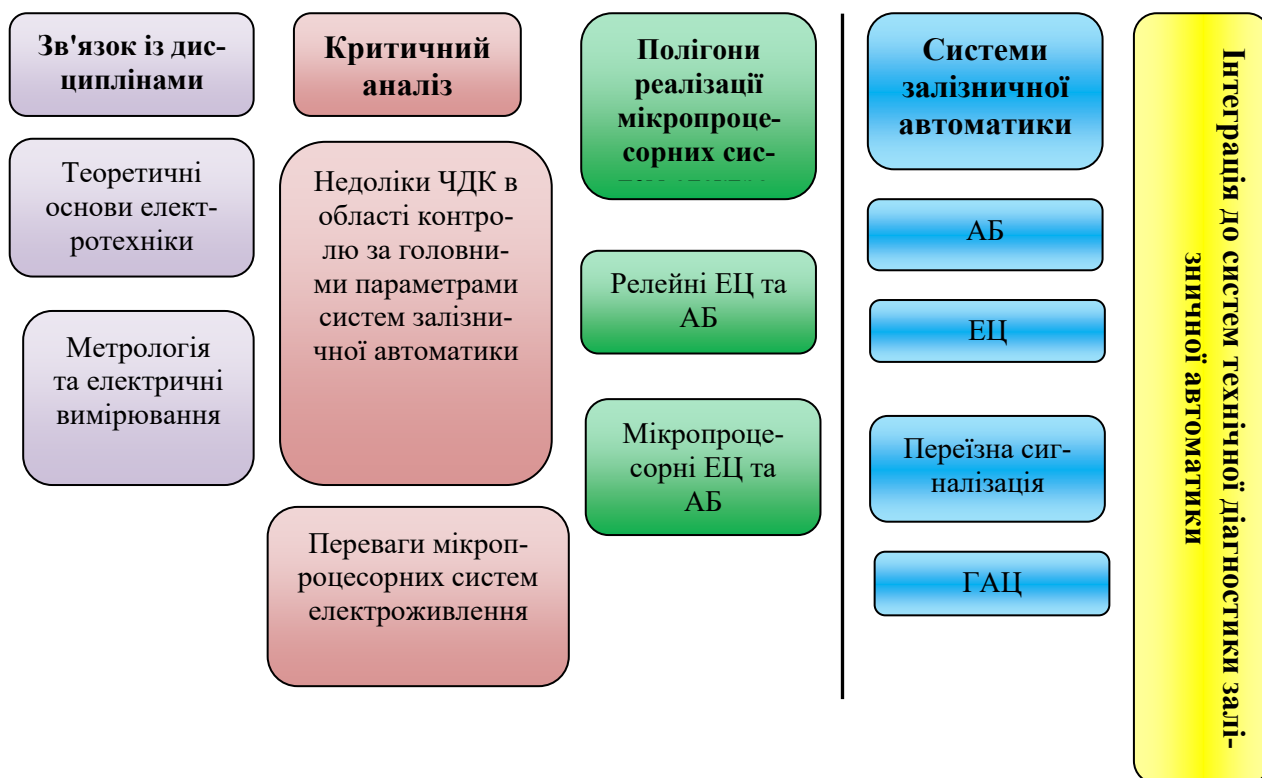 Зв'язок із дис-
циплінами
Теоретичні
основи елект-
ротехніки
Метрологія
та електричні
вимірювання
Критичний
аналіз
Недоліки ЧДК в
області контро-
лю за головни-
ми параметрами
систем залізни-
чної автоматики
Переваги мікроп-
роцесорних систем
електроживлення
Полігони
реалізації
мікропроце-
сорних сис-
Релейні ЕЦ та
АБ
Мікропроце-
сорні ЕЦ та
АБ
Системи
залізничної
автоматики
АБ
ЕЦ
Переїзна сиг-
налізація
ГАЦ
Інтеграція до систем технічної діагностики залі-
зничної автоматики